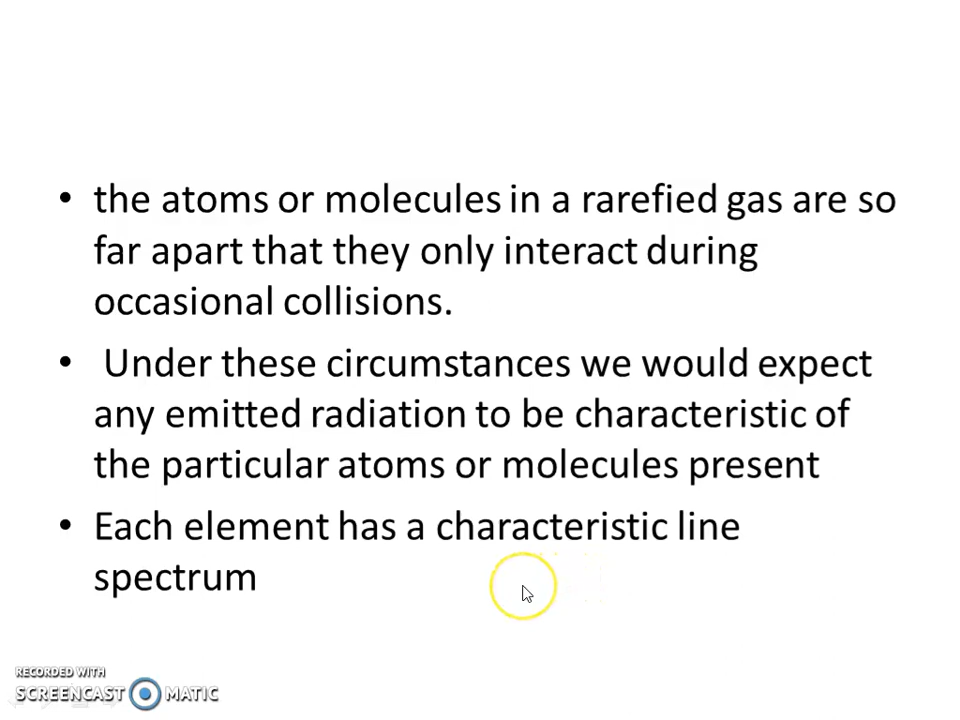 • the atoms or molecules in a rarefied gas are so
far apart that they only interact during
occasional collisions.
• Under these circumstances we would expect
any emitted radiation to be characteristic of
the particular atoms or molecules present
• Each element has a characteristic line
spectrum
RECORDED WITH
SCREENCAST MATIC